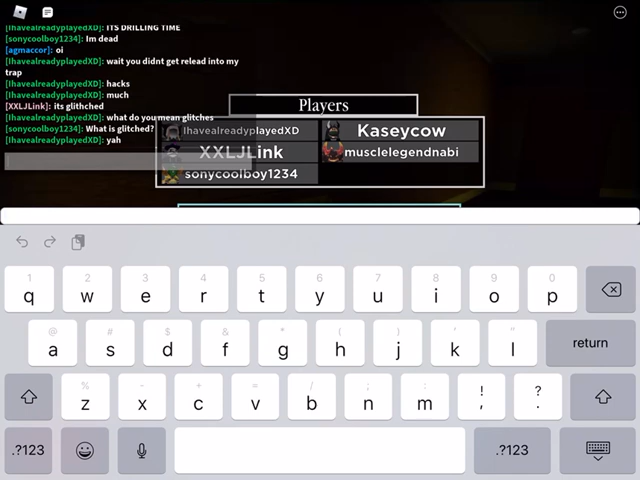 [IhavealreadyplayedXD]: ITS DRILLING TIME
[sonycoolboy1234]: Im dead
[agmaccor]: oi
[IhavealreadyplayedXD]: wait you didnt get relead into my
trap
[IhavealreadyplayedXD]: hacks
[IhavealreadyplayedXD]: much
[XXLJLink]: its glithched
[IhavealreadyplayedXD]: what do you mean glitches
[sonycoolboy1234]: What is glitched?
[IhavealreadyplayedXD]: yah
Players
IhavealreadyplayedXD
Kaseycow
XXLJLink
musclelegendnabi
sonycoolboy1234
1 2 3 4 5 6 7 8 9 0
q w e r t y u i o p
@ # $ & * ( ) ' "
a s d f g h j k l return
% - + = / ; :
z x c v b n m ! , ? .
.?123 .?123